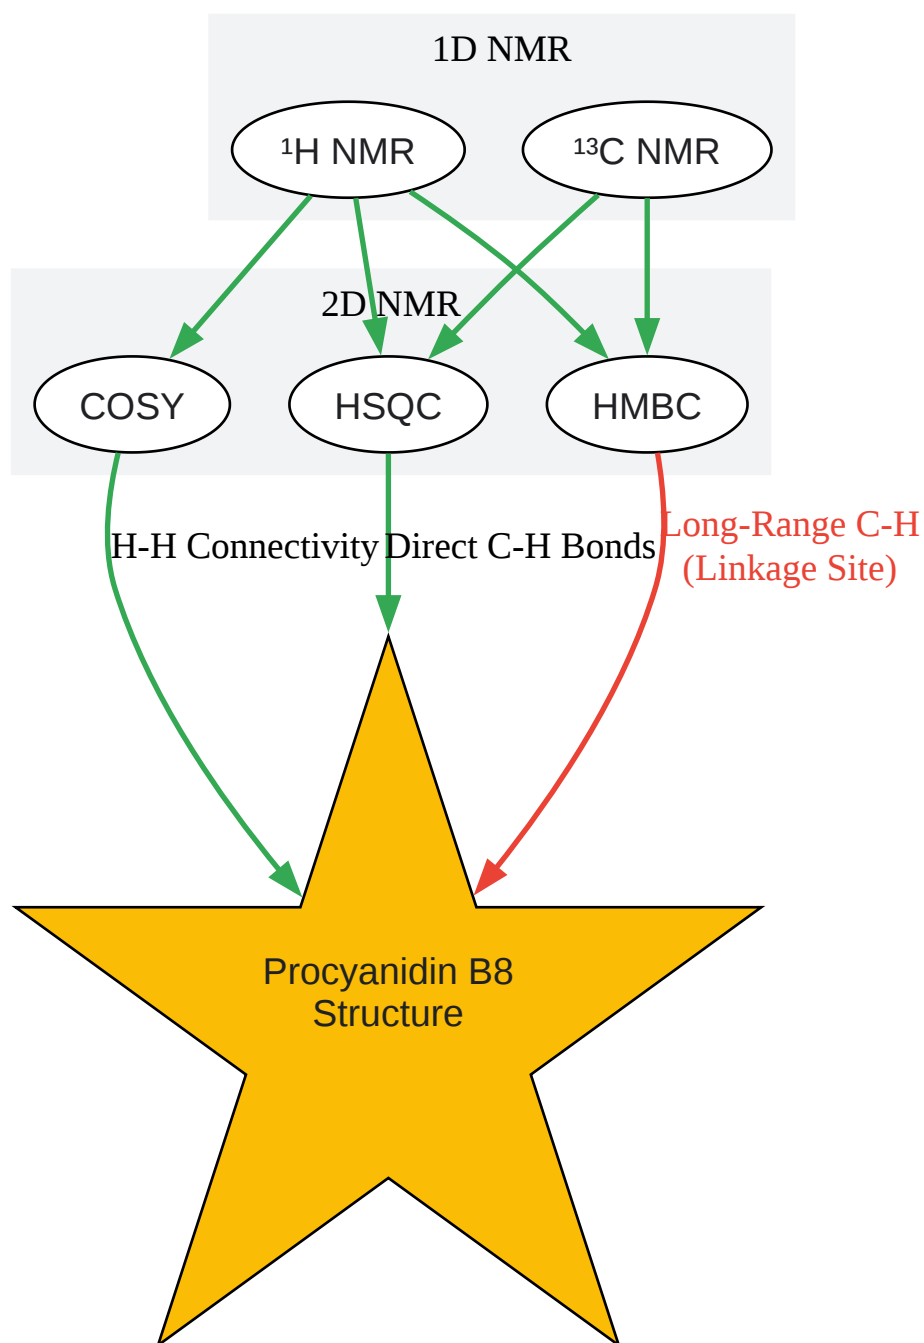 1D NMR
¹H NMR
¹³C NMR
2D NMR
COSY
HSQC
HMBC
H-H Connectivity
Direct C-H Bonds
Long-Range C-H
(Linkage Site)
Procyanidin B8
Structure